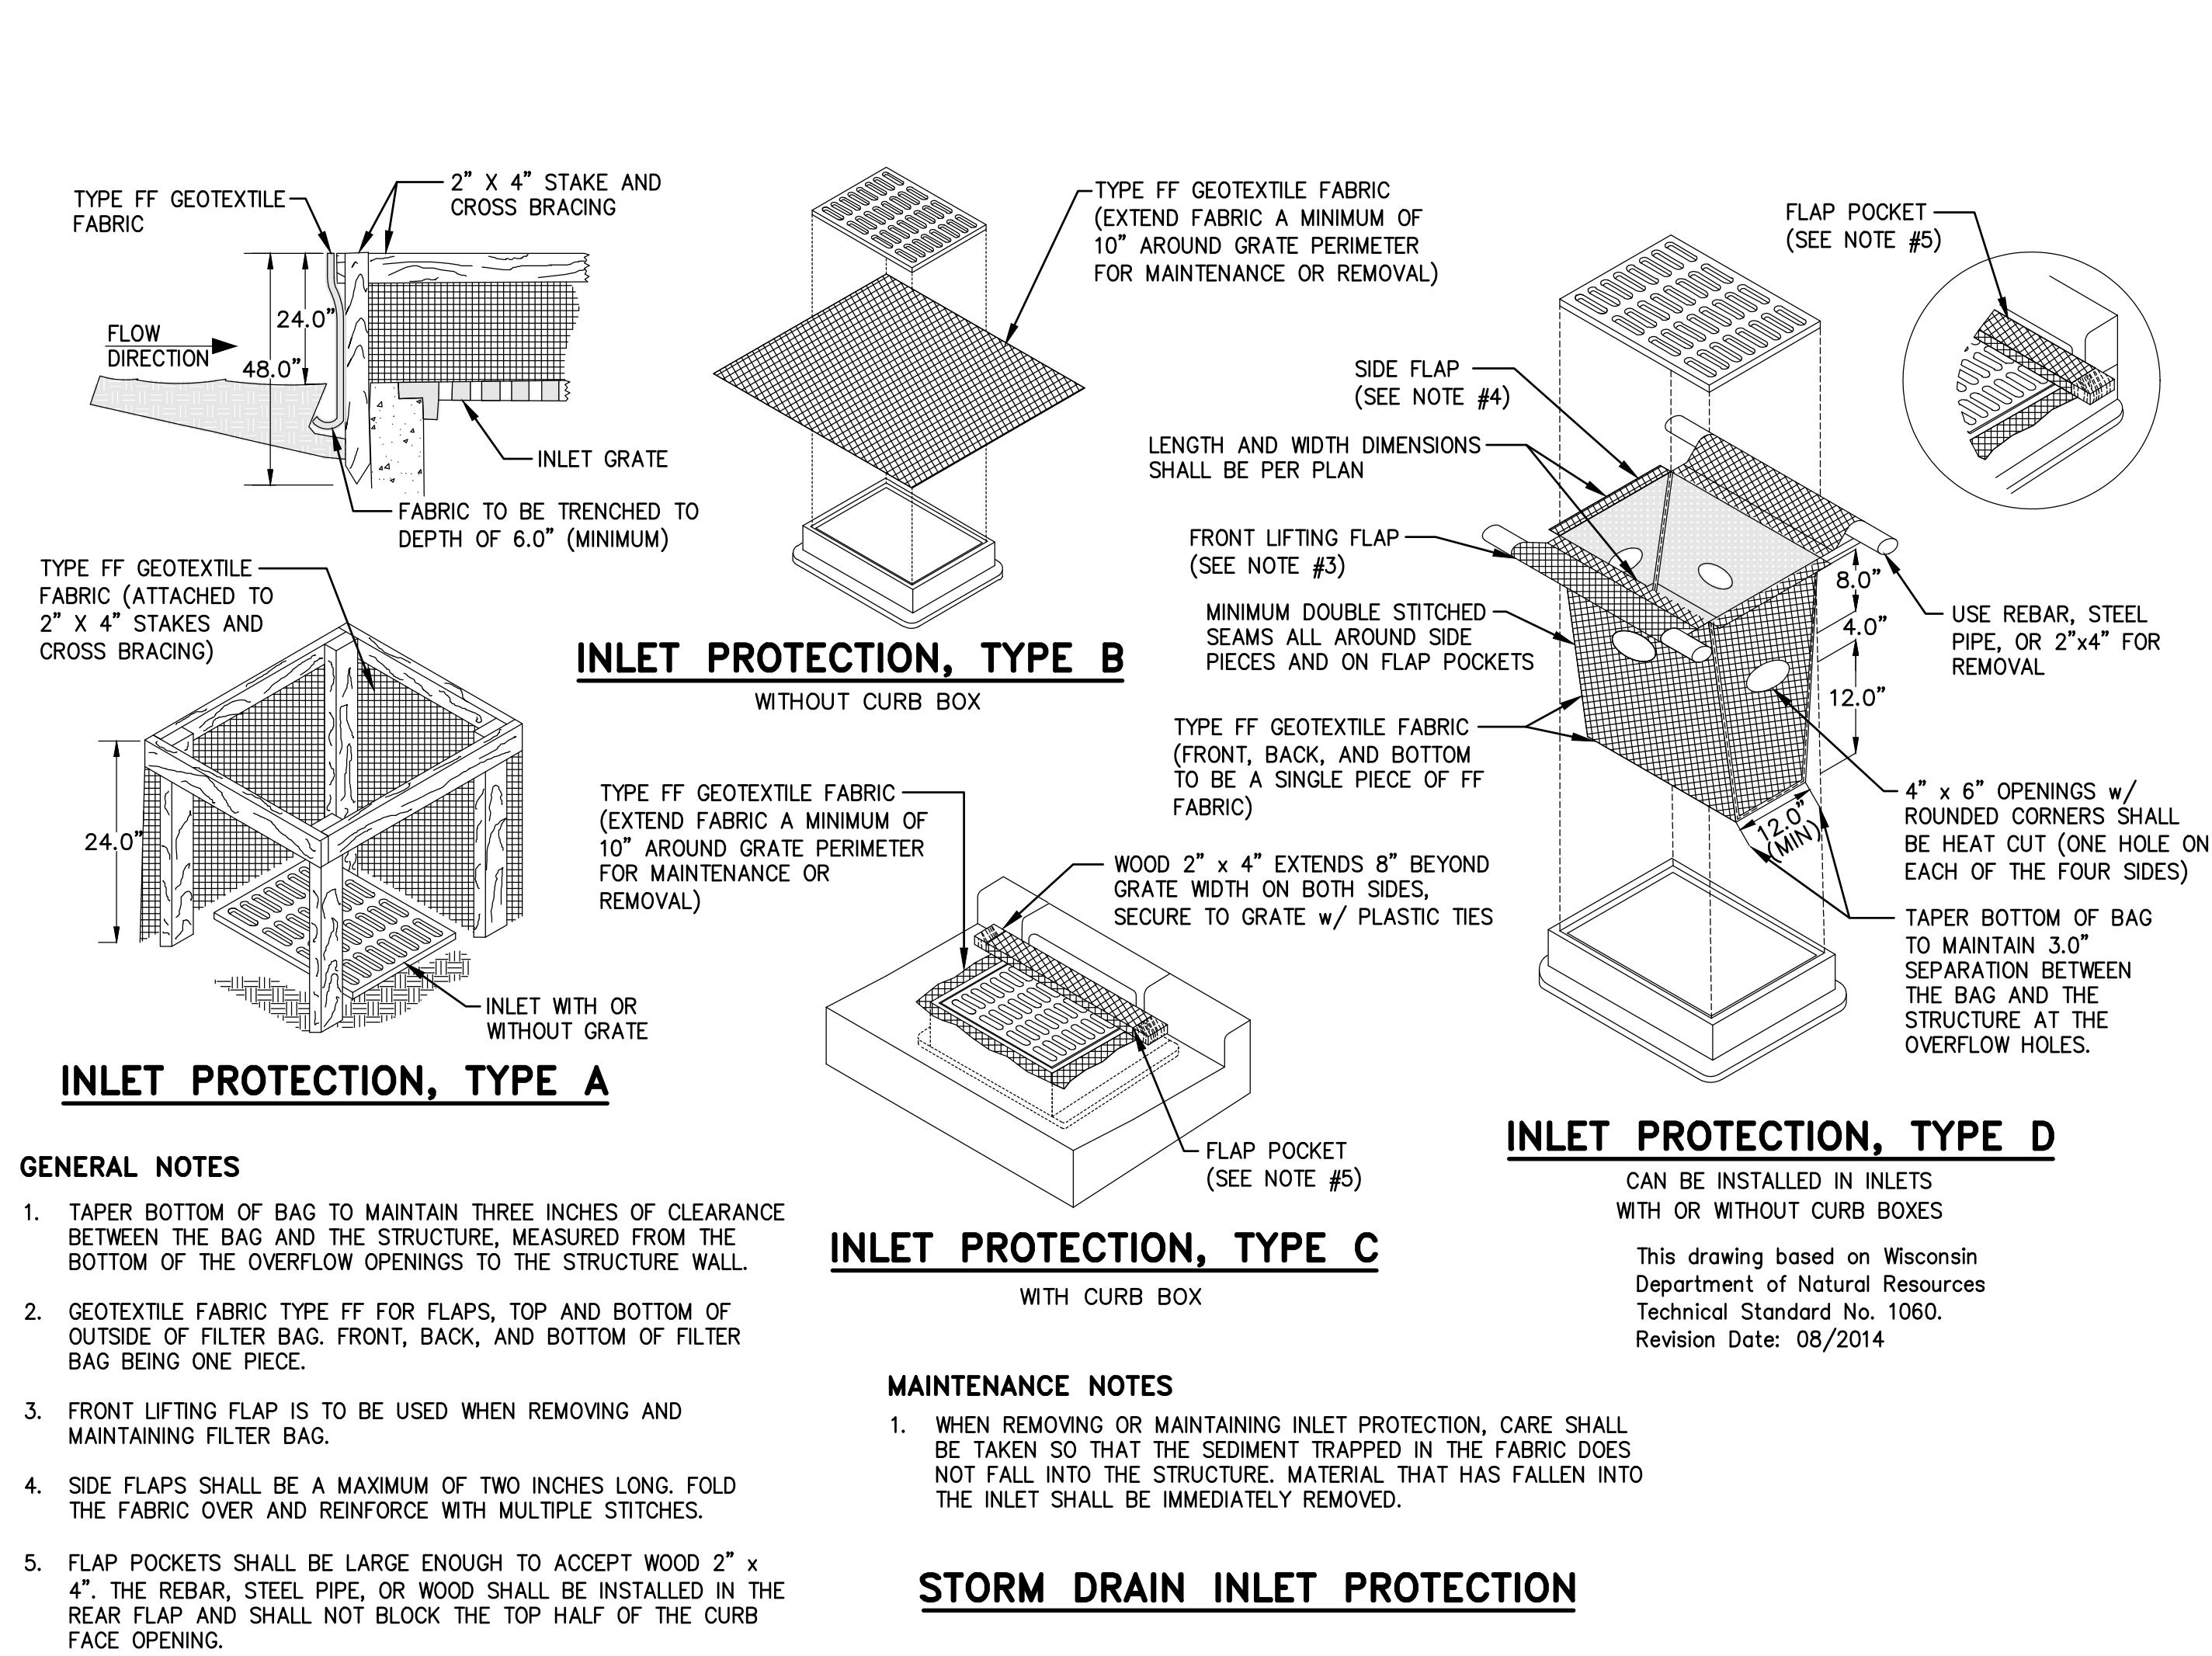 TYPE FF GEOTEXTILE
FABRIC
2” X 4” STAKE AND
CROSS BRACING
24.0”
FLOW
DIRECTION
48.0”
INLET GRATE
FABRIC TO BE TRENCHED TO
DEPTH OF 6.0” (MINIMUM)
TYPE FF GEOTEXTILE
FABRIC (ATTACHED TO
2” X 4” STAKES AND
CROSS BRACING)
24.0”
INLET WITH OR
WITHOUT GRATE
INLET PROTECTION, TYPE A
TYPE FF GEOTEXTILE FABRIC
(EXTEND FABRIC A MINIMUM OF
10” AROUND GRATE PERIMETER
FOR MAINTENANCE OR REMOVAL)
INLET PROTECTION, TYPE B
WITHOUT CURB BOX
TYPE FF GEOTEXTILE FABRIC
(EXTEND FABRIC A MINIMUM OF
10” AROUND GRATE PERIMETER
FOR MAINTENANCE OR
REMOVAL)
WOOD 2” x 4” EXTENDS 8” BEYOND
GRATE WIDTH ON BOTH SIDES,
SECURE TO GRATE w/ PLASTIC TIES
FLAP POCKET
(SEE NOTE #5)
INLET PROTECTION, TYPE C
WITH CURB BOX
FLAP POCKET
(SEE NOTE #5)
SIDE FLAP
(SEE NOTE #4)
LENGTH AND WIDTH DIMENSIONS
SHALL BE PER PLAN
FRONT LIFTING FLAP
(SEE NOTE #3)
MINIMUM DOUBLE STITCHED
SEAMS ALL AROUND SIDE
PIECES AND ON FLAP POCKETS
TYPE FF GEOTEXTILE FABRIC
(FRONT, BACK, AND BOTTOM
TO BE A SINGLE PIECE OF FF
FABRIC)
8.0”
4.0”
12.0”
USE REBAR, STEEL
PIPE, OR 2”x4” FOR
REMOVAL
12.0”
(MIN)
4” x 6” OPENINGS w/
ROUNDED CORNERS SHALL
BE HEAT CUT (ONE HOLE ON
EACH OF THE FOUR SIDES)
TAPER BOTTOM OF BAG
TO MAINTAIN 3.0”
SEPARATION BETWEEN
THE BAG AND THE
STRUCTURE AT THE
OVERFLOW HOLES.
INLET PROTECTION, TYPE D
CAN BE INSTALLED IN INLETS
WITH OR WITHOUT CURB BOXES
This drawing based on Wisconsin
Department of Natural Resources
Technical Standard No. 1060.
Revision Date: 08/2014
GENERAL NOTES
1. TAPER BOTTOM OF BAG TO MAINTAIN THREE INCHES OF CLEARANCE
BETWEEN THE BAG AND THE STRUCTURE, MEASURED FROM THE
BOTTOM OF THE OVERFLOW OPENINGS TO THE STRUCTURE WALL.
2. GEOTEXTILE FABRIC TYPE FF FOR FLAPS, TOP AND BOTTOM OF
OUTSIDE OF FILTER BAG. FRONT, BACK, AND BOTTOM OF FILTER
BAG BEING ONE PIECE.
3. FRONT LIFTING FLAP IS TO BE USED WHEN REMOVING AND
MAINTAINING FILTER BAG.
4. SIDE FLAPS SHALL BE A MAXIMUM OF TWO INCHES LONG. FOLD
THE FABRIC OVER AND REINFORCE WITH MULTIPLE STITCHES.
5. FLAP POCKETS SHALL BE LARGE ENOUGH TO ACCEPT WOOD 2” x
4”. THE REBAR, STEEL PIPE, OR WOOD SHALL BE INSTALLED IN THE
REAR FLAP AND SHALL NOT BLOCK THE TOP HALF OF THE CURB
FACE OPENING.
MAINTENANCE NOTES
1. WHEN REMOVING OR MAINTAINING INLET PROTECTION, CARE SHALL
BE TAKEN SO THAT THE SEDIMENT TRAPPED IN THE FABRIC DOES
NOT FALL INTO THE STRUCTURE. MATERIAL THAT HAS FALLEN INTO
THE INLET SHALL BE IMMEDIATELY REMOVED.
STORM DRAIN INLET PROTECTION